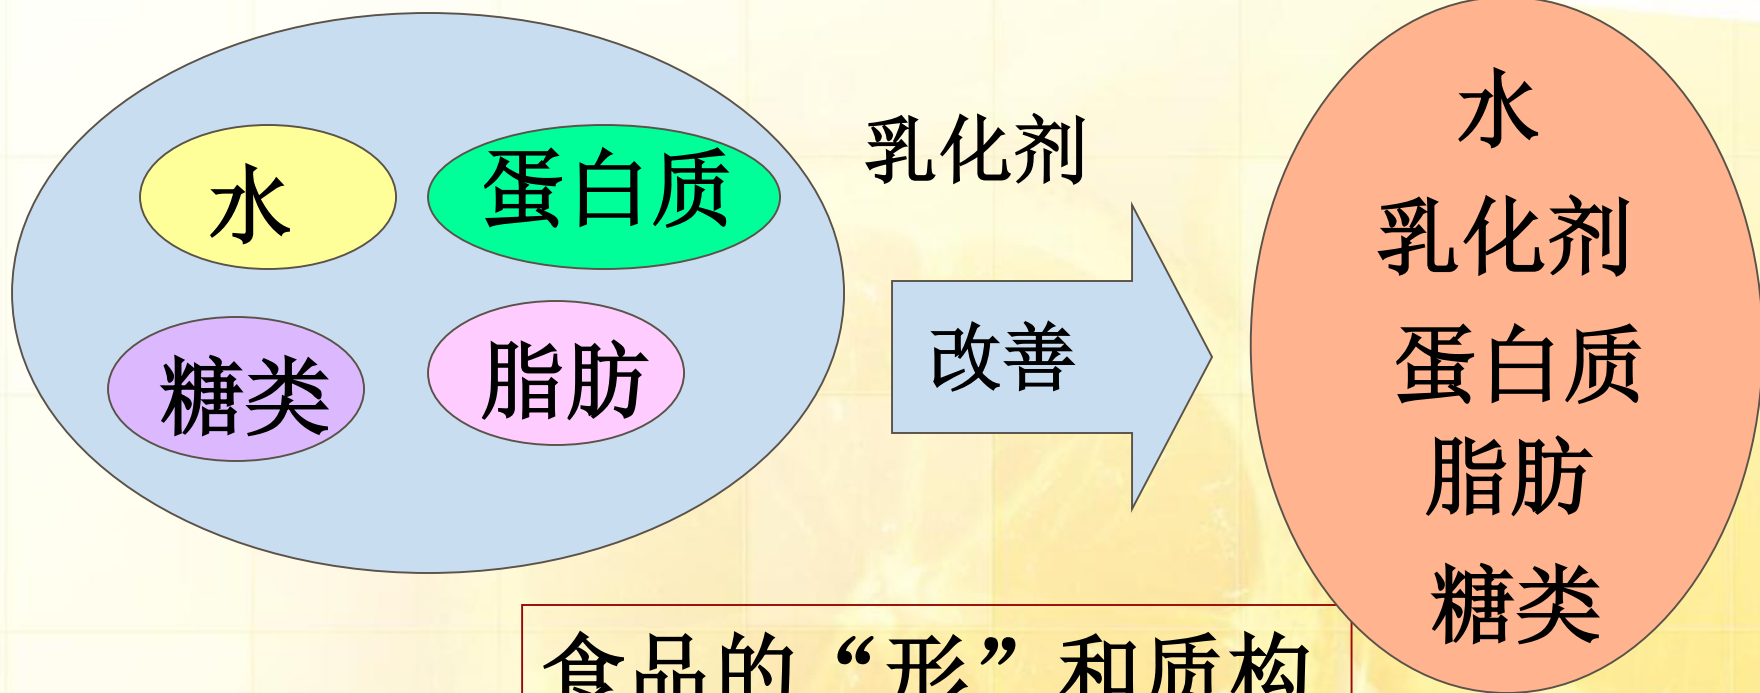 水
蛋白质
糖类
脂肪
乳化剂
改善
水
乳化剂
蛋白质
脂肪
糖类
食品的“形”和质构